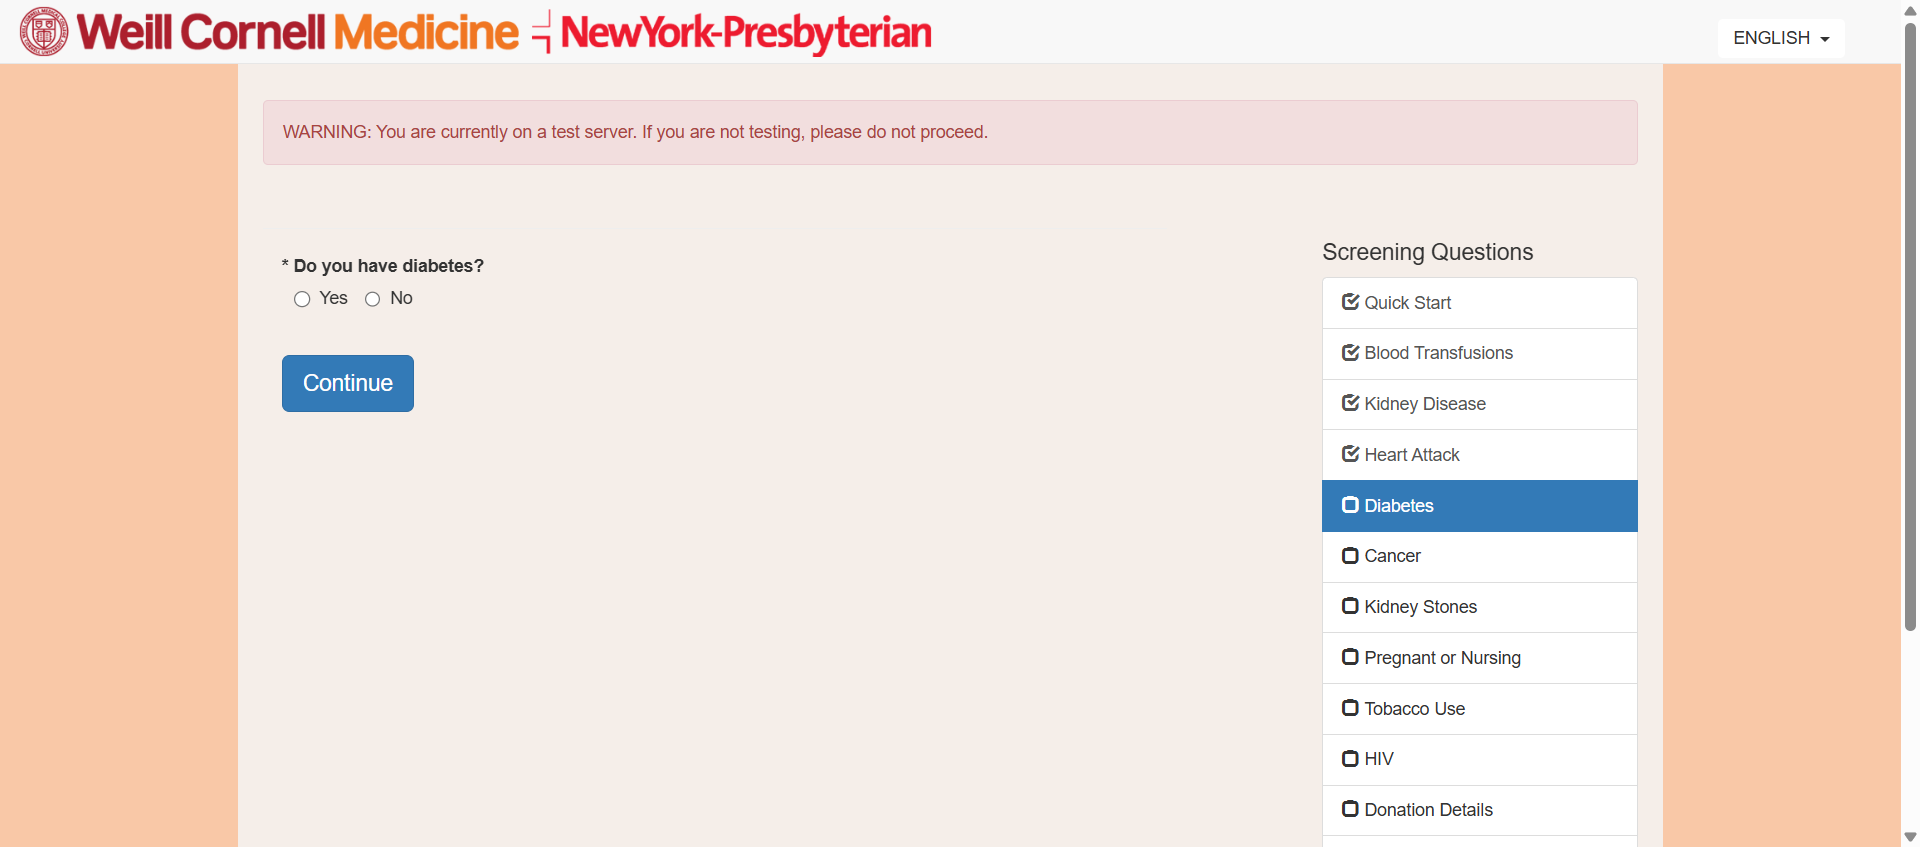 Weill Cornell Medicine NewYork-Presbyterian
ENGLISH
WARNING: You are currently on a test server. If you are not testing, please do not proceed.
* Do you have diabetes?
Yes No
Continue
Screening Questions
Quick Start
Blood Transfusions
Kidney Disease
Heart Attack
Diabetes
Cancer
Kidney Stones
Pregnant or Nursing
Tobacco Use
HIV
Donation Details